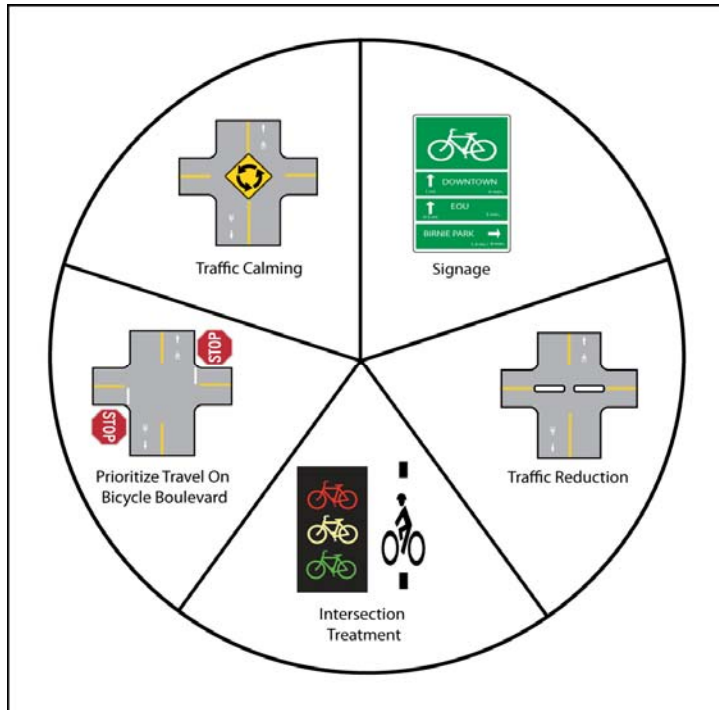 Traffic Calming
DOWNTOWN
EOU
BIRNIE PARK
Signage
STOP
STOP
Prioritize Travel On
Bicycle Boulevard
Traffic Reduction
Intersection
Treatment